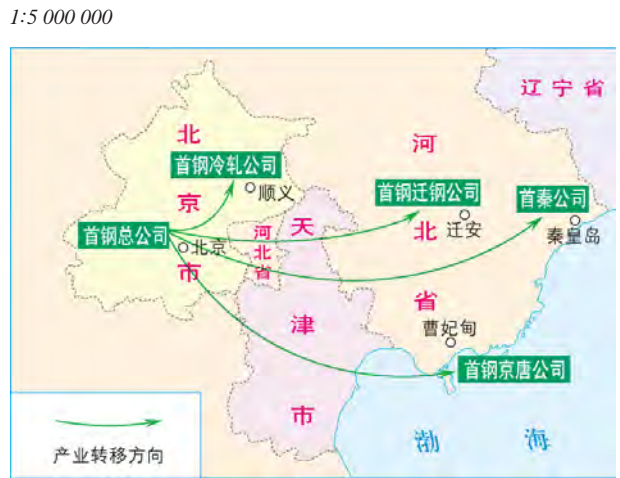 1:5 000 000
辽宁省
北京市
河北省
首钢冷轧公司
顺义
首钢迁钢公司
迁安
首秦公司
秦皇岛
首钢总公司
北京
河北省
天津市
曹妃甸
首钢京唐公司
渤海
产业转移方向